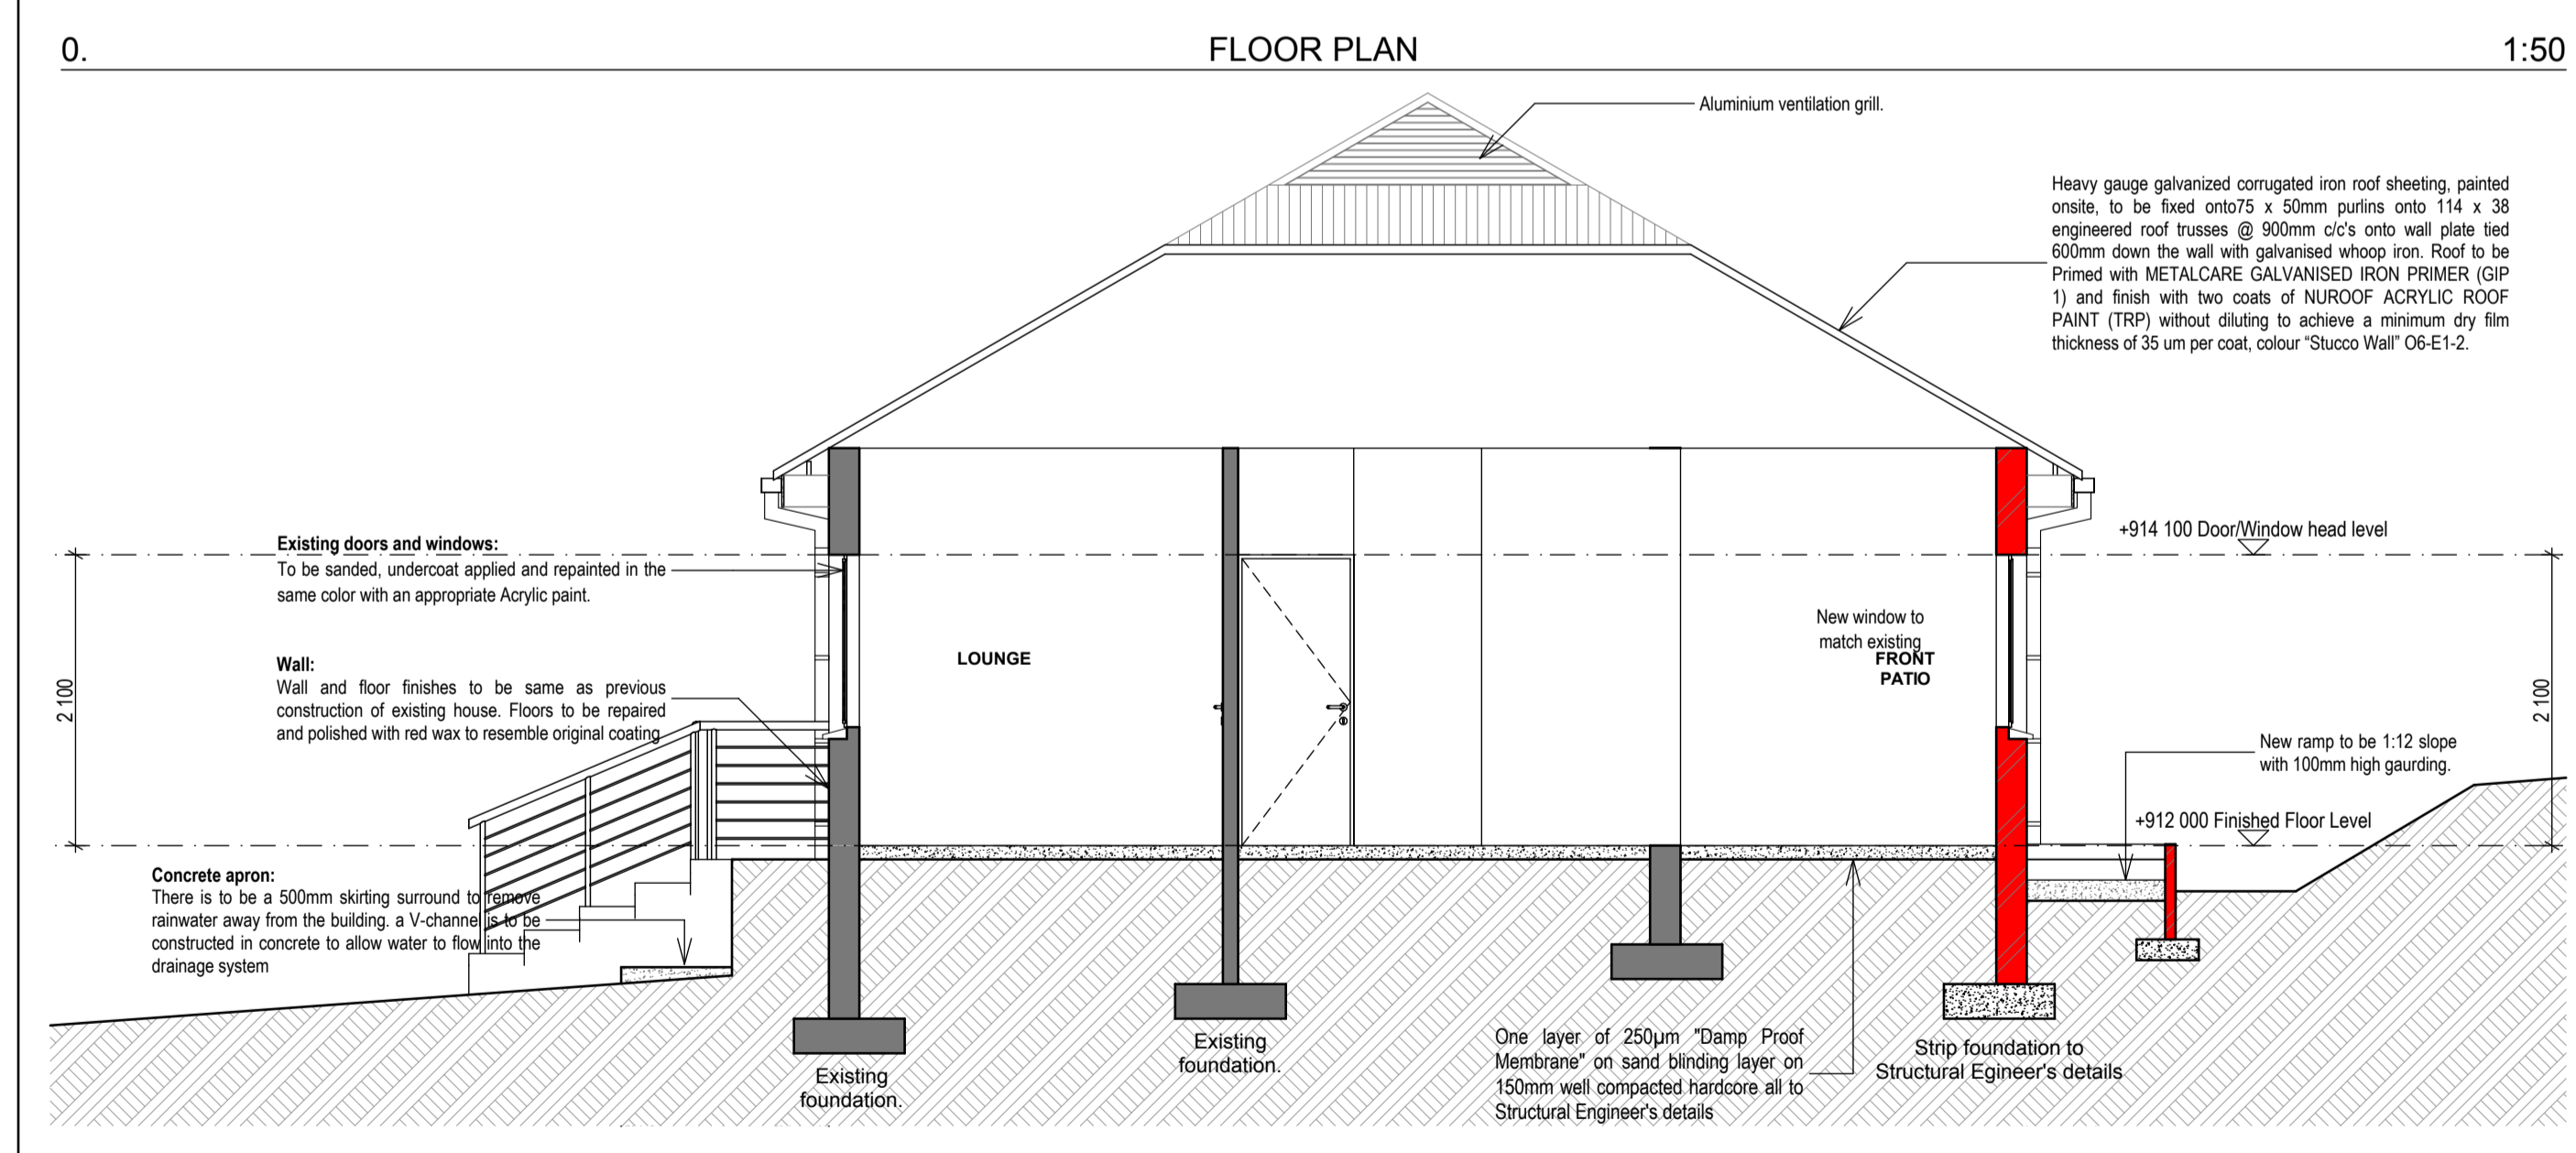 0.
FLOOR PLAN
1:50
Aluminium ventilation grill.
Heavy gauge galvanized corrugated iron roof sheeting, painted
onsite, to be fixed onto75 x 50mm purlins onto 114 x 38
engineered roof trusses @ 900mm c/c's onto wall plate tied
600mm down the wall with galvanised whoop iron. Roof to be
Primed with METALCARE GALVANISED IRON PRIMER (GIP
1) and finish with two coats of NUROOF ACRYLIC ROOF
PAINT (TRP) without diluting to achieve a minimum dry film
thickness of 35 um per coat, colour “Stucco Wall” O6-E1-2.
+914 100 Door/Window head level
Existing doors and windows:
To be sanded, undercoat applied and repainted in the
same color with an appropriate Acrylic paint.
Wall:
Wall and floor finishes to be same as previous
construction of existing house. Floors to be repaired
and polished with red wax to resemble original coating
2 100
LOUNGE
New window to
match existing
FRONT
PATIO
2 100
New ramp to be 1:12 slope
with 100mm high gaurding.
+912 000 Finished Floor Level
Concrete apron:
There is to be a 500mm skirting surround to remove
rainwater away from the building. a V-channel is to be
constructed in concrete to allow water to flow into the
drainage system
Existing
foundation.
Existing
foundation.
One layer of 250µm "Damp Proof
Membrane" on sand blinding layer on
150mm well compacted hardcore all to
Structural Engineer's details
Strip foundation to
Structural Egineer's details